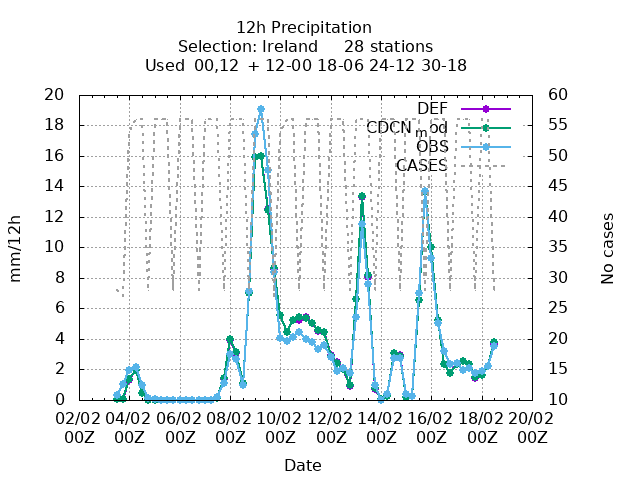 12h Precipitation
Selection: Ireland 28 stations
Used 00,12 + 12-00 18-06 24-12 30-18
20 60
DEF
18 55
CDCN_mod
16 50
OBS
CASES
14 45
12 40
10 35
8 30
6 25
4 20
2 15
0 10
mm/12h
No cases
02/02 04/02 06/02 08/02 10/02 12/02 14/02 16/02 18/02 20/02
00Z 00Z 00Z 00Z 00Z 00Z 00Z 00Z 00Z 00Z
Date